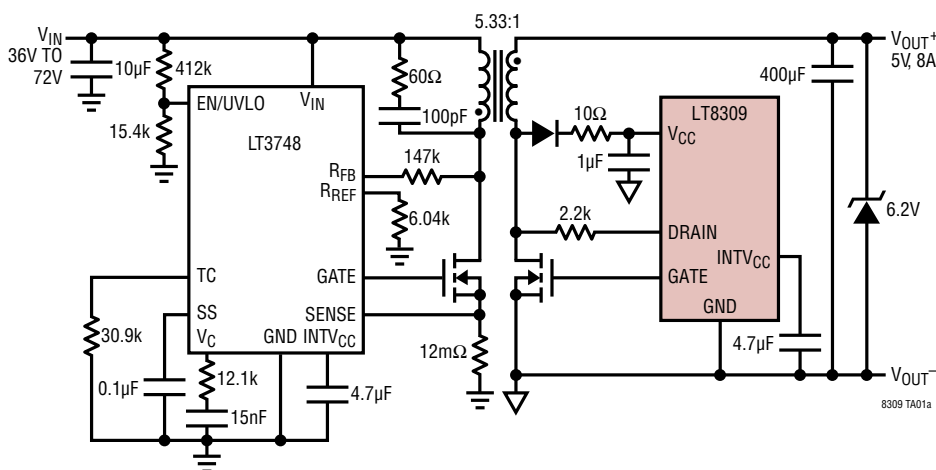 5.33:1
VIN
36V TO
72V
10µF
412k
15.4k
EN/UVLO
VIN
LT3748
60Ω
100pF
RFB
147k
RREF
6.04k
TC
GATE
SS
SENSE
VC
GND INTVCC
30.9k
0.1µF
12.1k
15nF
4.7µF
12mΩ
10Ω
1µF
LT8309
VCC
2.2k
DRAIN
INTVCC
GATE
GND
4.7µF
400µF
VOUT+
5V, 8A
6.2V
VOUT–
8309 TA01a